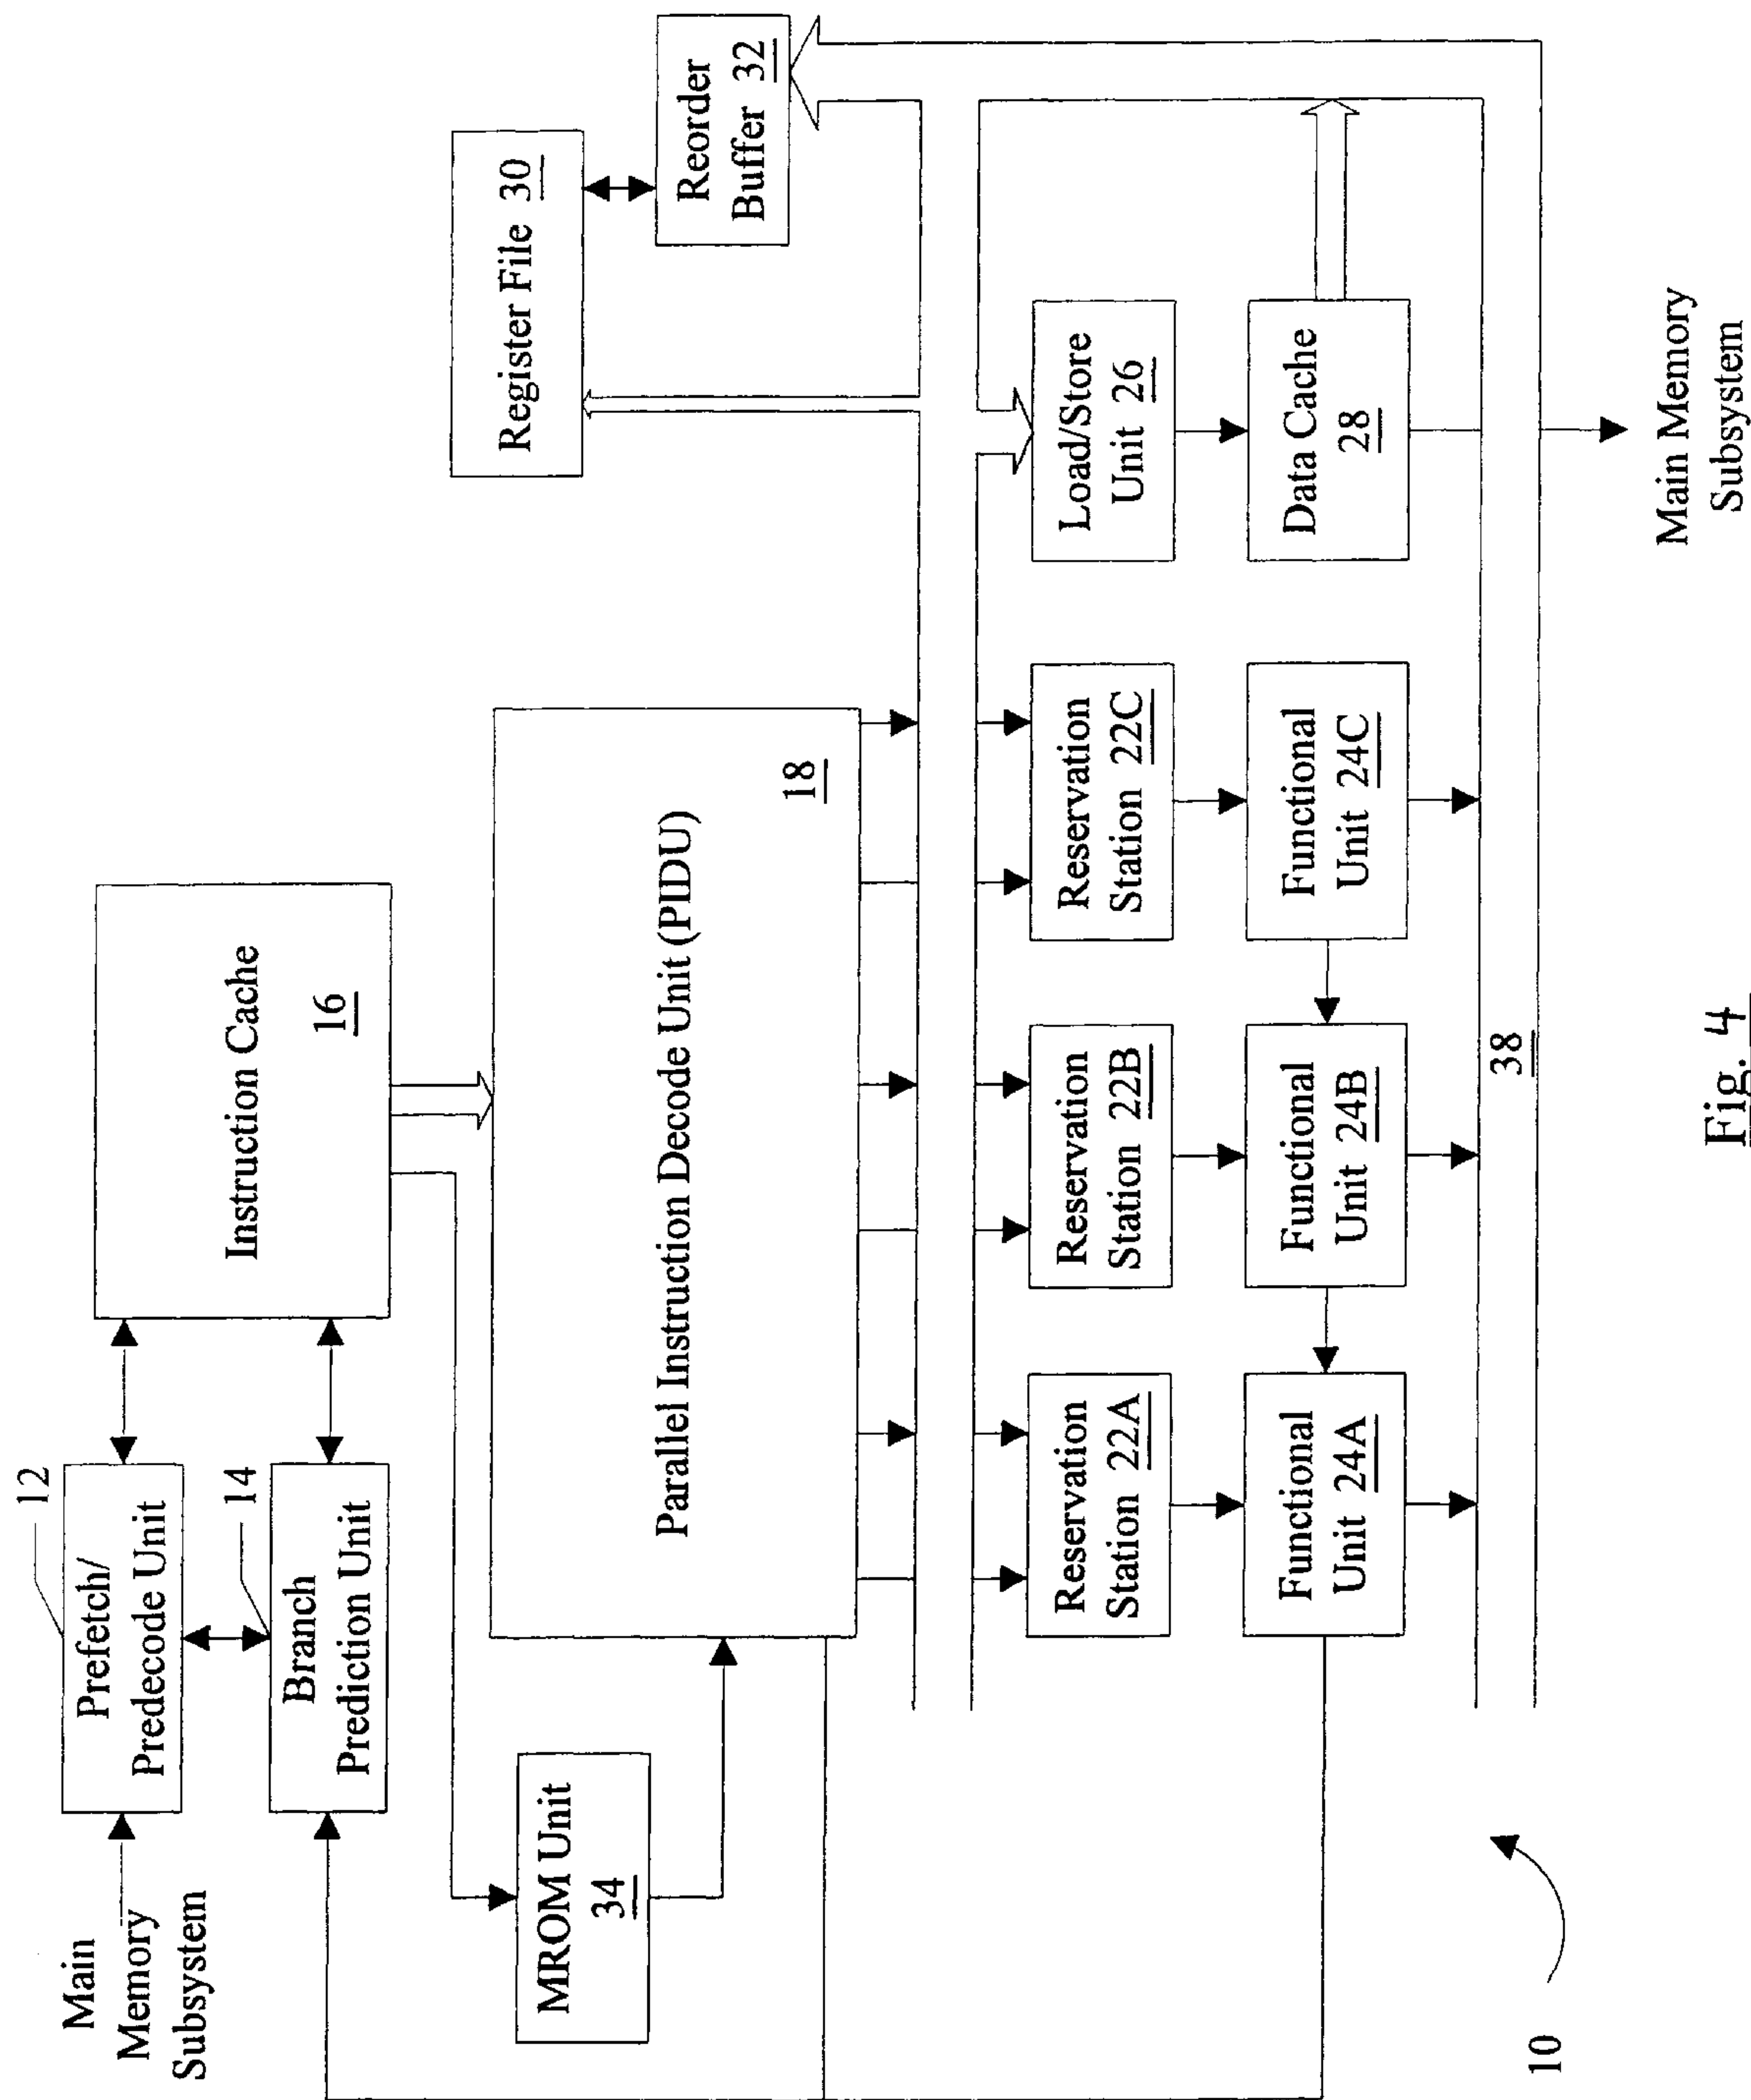 Main
Memory
Subsystem
12
Prefetch/
Predecode Unit
14
Branch
Prediction Unit
Instruction Cache
16
MROM Unit
34
Parallel Instruction Decode Unit (PIDU)
18
Register File 30
Reorder
Buffer 32
Reservation
Station 22A
Reservation
Station 22B
Reservation
Station 22C
Load/Store
Unit 26
Functional
Unit 24A
Functional
Unit 24B
Functional
Unit 24C
Data Cache
28
38
Main Memory
Subsystem
10
Fig. 4